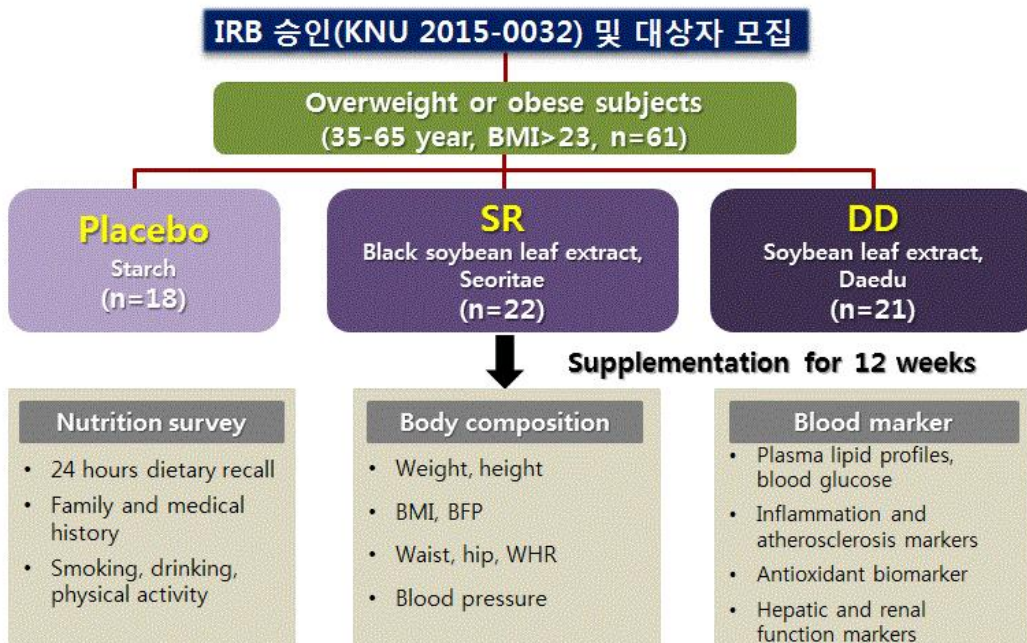 IRB 승인(KNU 2015-0032) 및 대상자 모집
Overweight or obese subjects
(35-65 year, BMI>23, n=61)
Placebo
Starch
(n=18)
SR
Black soybean leaf extract,
Seoritae
(n=22)
DD
Soybean leaf extract,
Daedu
(n=21)
Supplementation for 12 weeks
Nutrition survey
• 24 hours dietary recall
• Family and medical
history
• Smoking, drinking,
physical activity
Body composition
• Weight, height
• BMI, BFP
• Waist, hip, WHR
• Blood pressure
Blood marker
• Plasma lipid profiles,
blood glucose
• Inflammation and
atherosclerosis markers
• Antioxidant biomarker
• Hepatic and renal
function markers